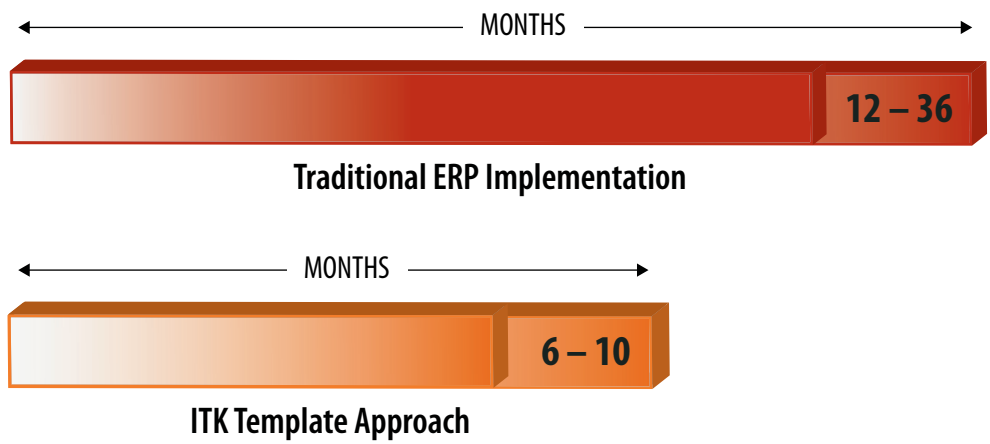 MONTHS
12 – 36
Traditional ERP Implementation
MONTHS
6 – 10
ITK Template Approach